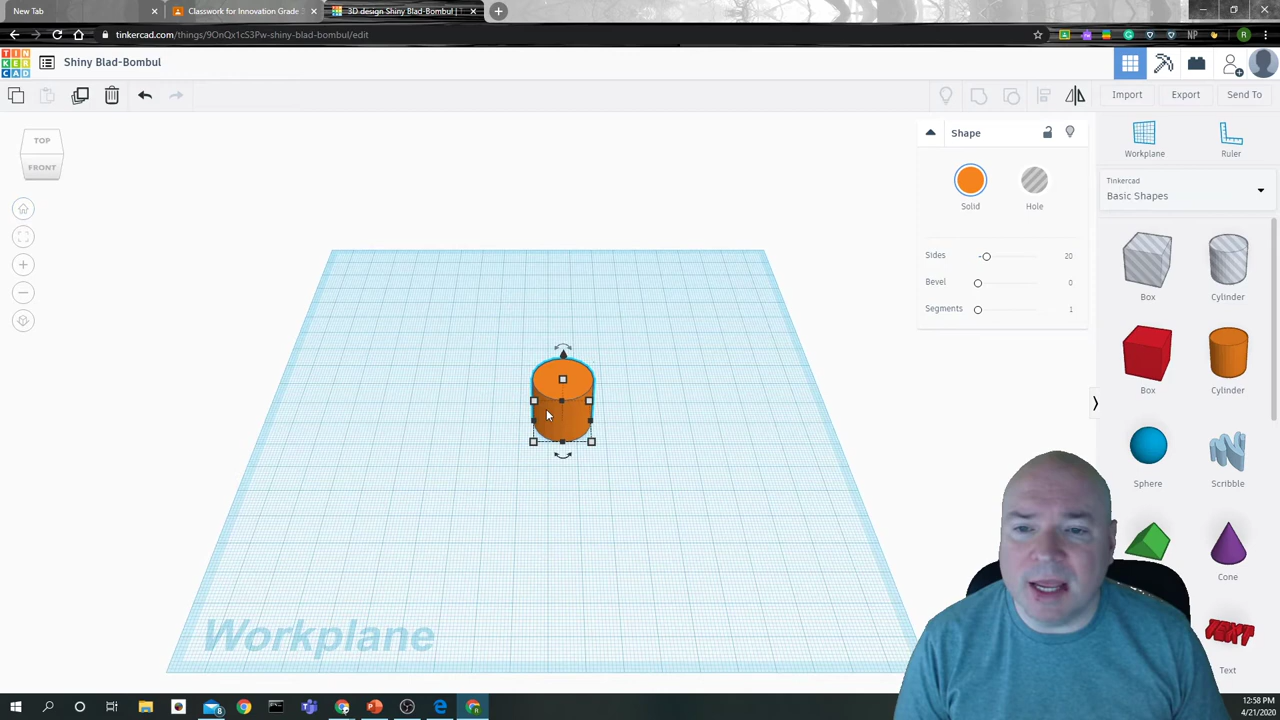 New Tab
Classwork for Innovation Grade
3D design Shiny Blad-Bombul |
tinkercad.com/things/9OnQx1cS3Pw-shiny-blad-bombul/edit
NP
R
TIN
KER
CAD
Shiny Blad-Bombul
Import
Export
Send To
TOP
FRONT
Shape
Solid
Hole
Sides
20
Bevel
0
Segments
1
Workplane
Ruler
Tinkercad
Basic Shapes
Box
Cylinder
Box
Cylinder
Sphere
Scribble
Cone
TEXT
Text
Workplane
8
12:58 PM
4/21/2020